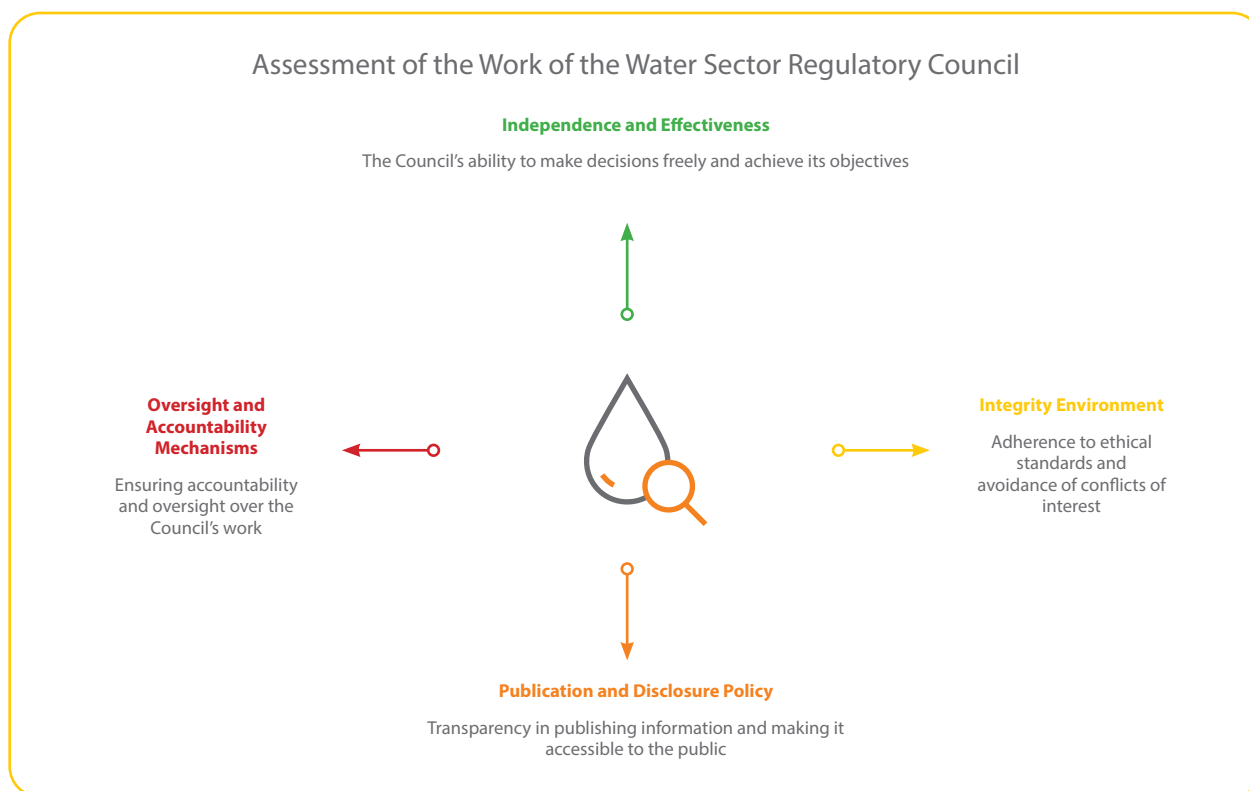 Assessment of the Work of the Water Sector Regulatory Council
Independence and Effectiveness
The Council’s ability to make decisions freely and achieve its objectives
Oversight and
Accountability
Mechanisms
Ensuring accountability
and oversight over the
Council’s work
Integrity Environment
Adherence to ethical
standards and
avoidance of conflicts of
interest
Publication and Disclosure Policy
Transparency in publishing information and making it
accessible to the public